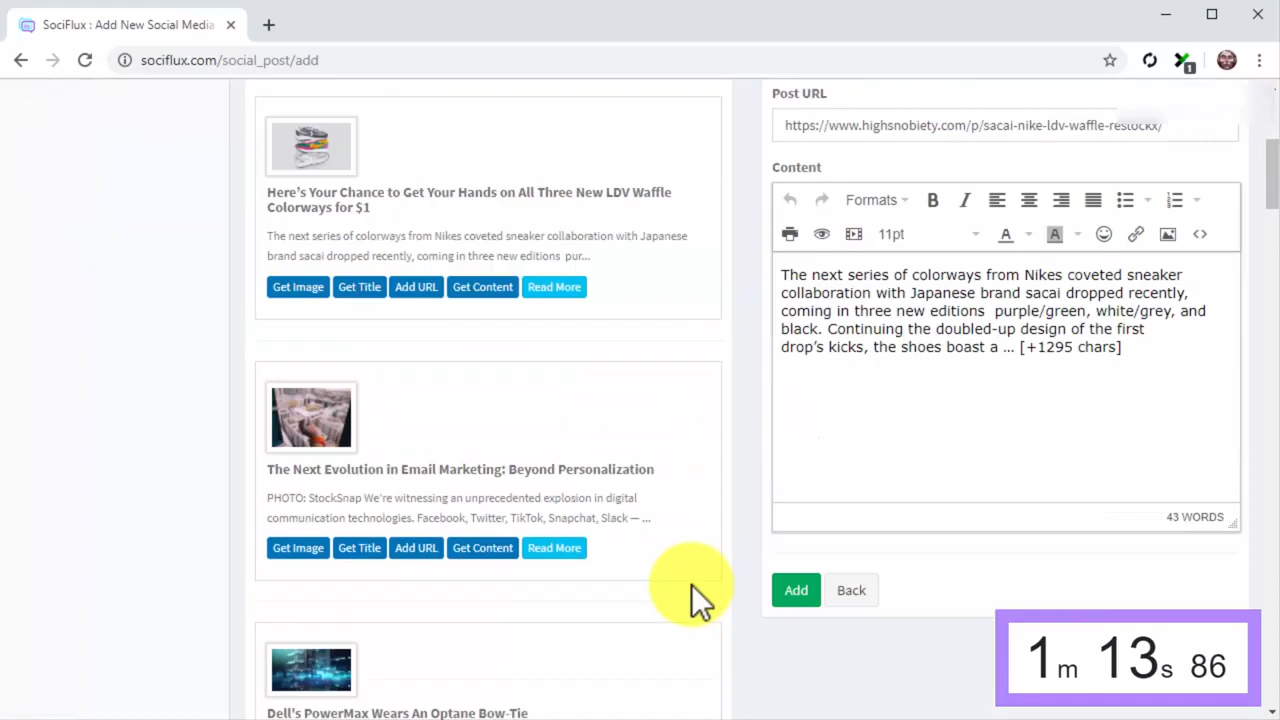 SociFlux : Add New Social Media
sociflux.com/social_post/add
1
Here's Your Chance to Get Your Hands on All Three New LDV Waffle
Colorways for $1
The next series of colorways from Nikes coveted sneaker collaboration with Japanese
brand sacai dropped recently, coming in three new editions pur...
Get Image Get Title Add URL Get Content Read More
The Next Evolution in Email Marketing: Beyond Personalization
PHOTO: StockSnap We're witnessing an unprecedented explosion in digital
communication technologies. Facebook, Twitter, TikTok, Snapchat, Slack — ...
Get Image Get Title Add URL Get Content Read More
Dell's PowerMax Wears An Optane Bow-Tie
Post URL
https://www.highsnobiety.com/p/sacai-nike-ldv-waffle-restockx/
Content
Formats B I
11pt A A
The next series of colorways from Nikes coveted sneaker
collaboration with Japanese brand sacai dropped recently,
coming in three new editions  purple/green, white/grey, and
black. Continuing the doubled-up design of the first
drop’s kicks, the shoes boast a … [+1295 chars]
43 WORDS
Add Back
1m 13s 86